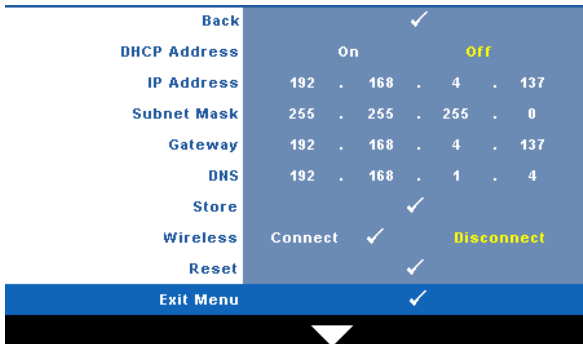 Back ✓
DHCP Address On Off
IP Address 192 . 168 . 4 . 137
Subnet Mask 255 . 255 . 255 . 0
Gateway 192 . 168 . 4 . 137
DNS 192 . 168 . 1 . 4
Store ✓
Wireless Connect ✓ Disconnect
Reset ✓
Exit Menu ✓